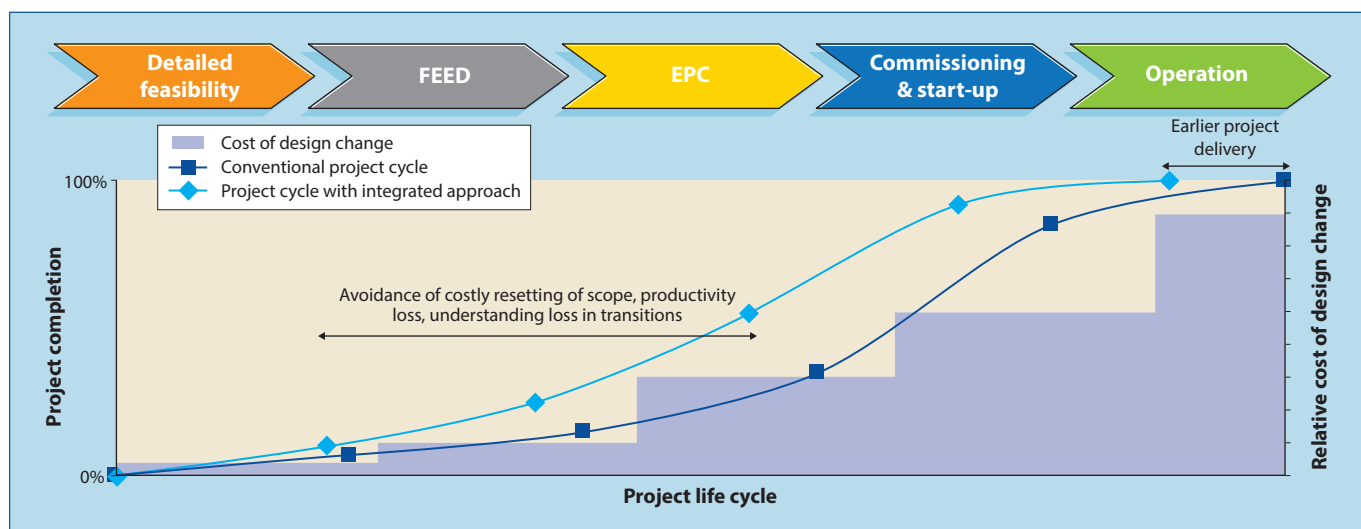 Detailed
feasibility
FEED
EPC
Commissioning
& start-up
Operation
Cost of design change
Conventional project cycle
Project cycle with integrated approach
Earlier project
delivery
100%
Project completion
Avoidance of costly resetting of scope, productivity
loss, understanding loss in transitions
Relative cost of design change
0%
Project life cycle